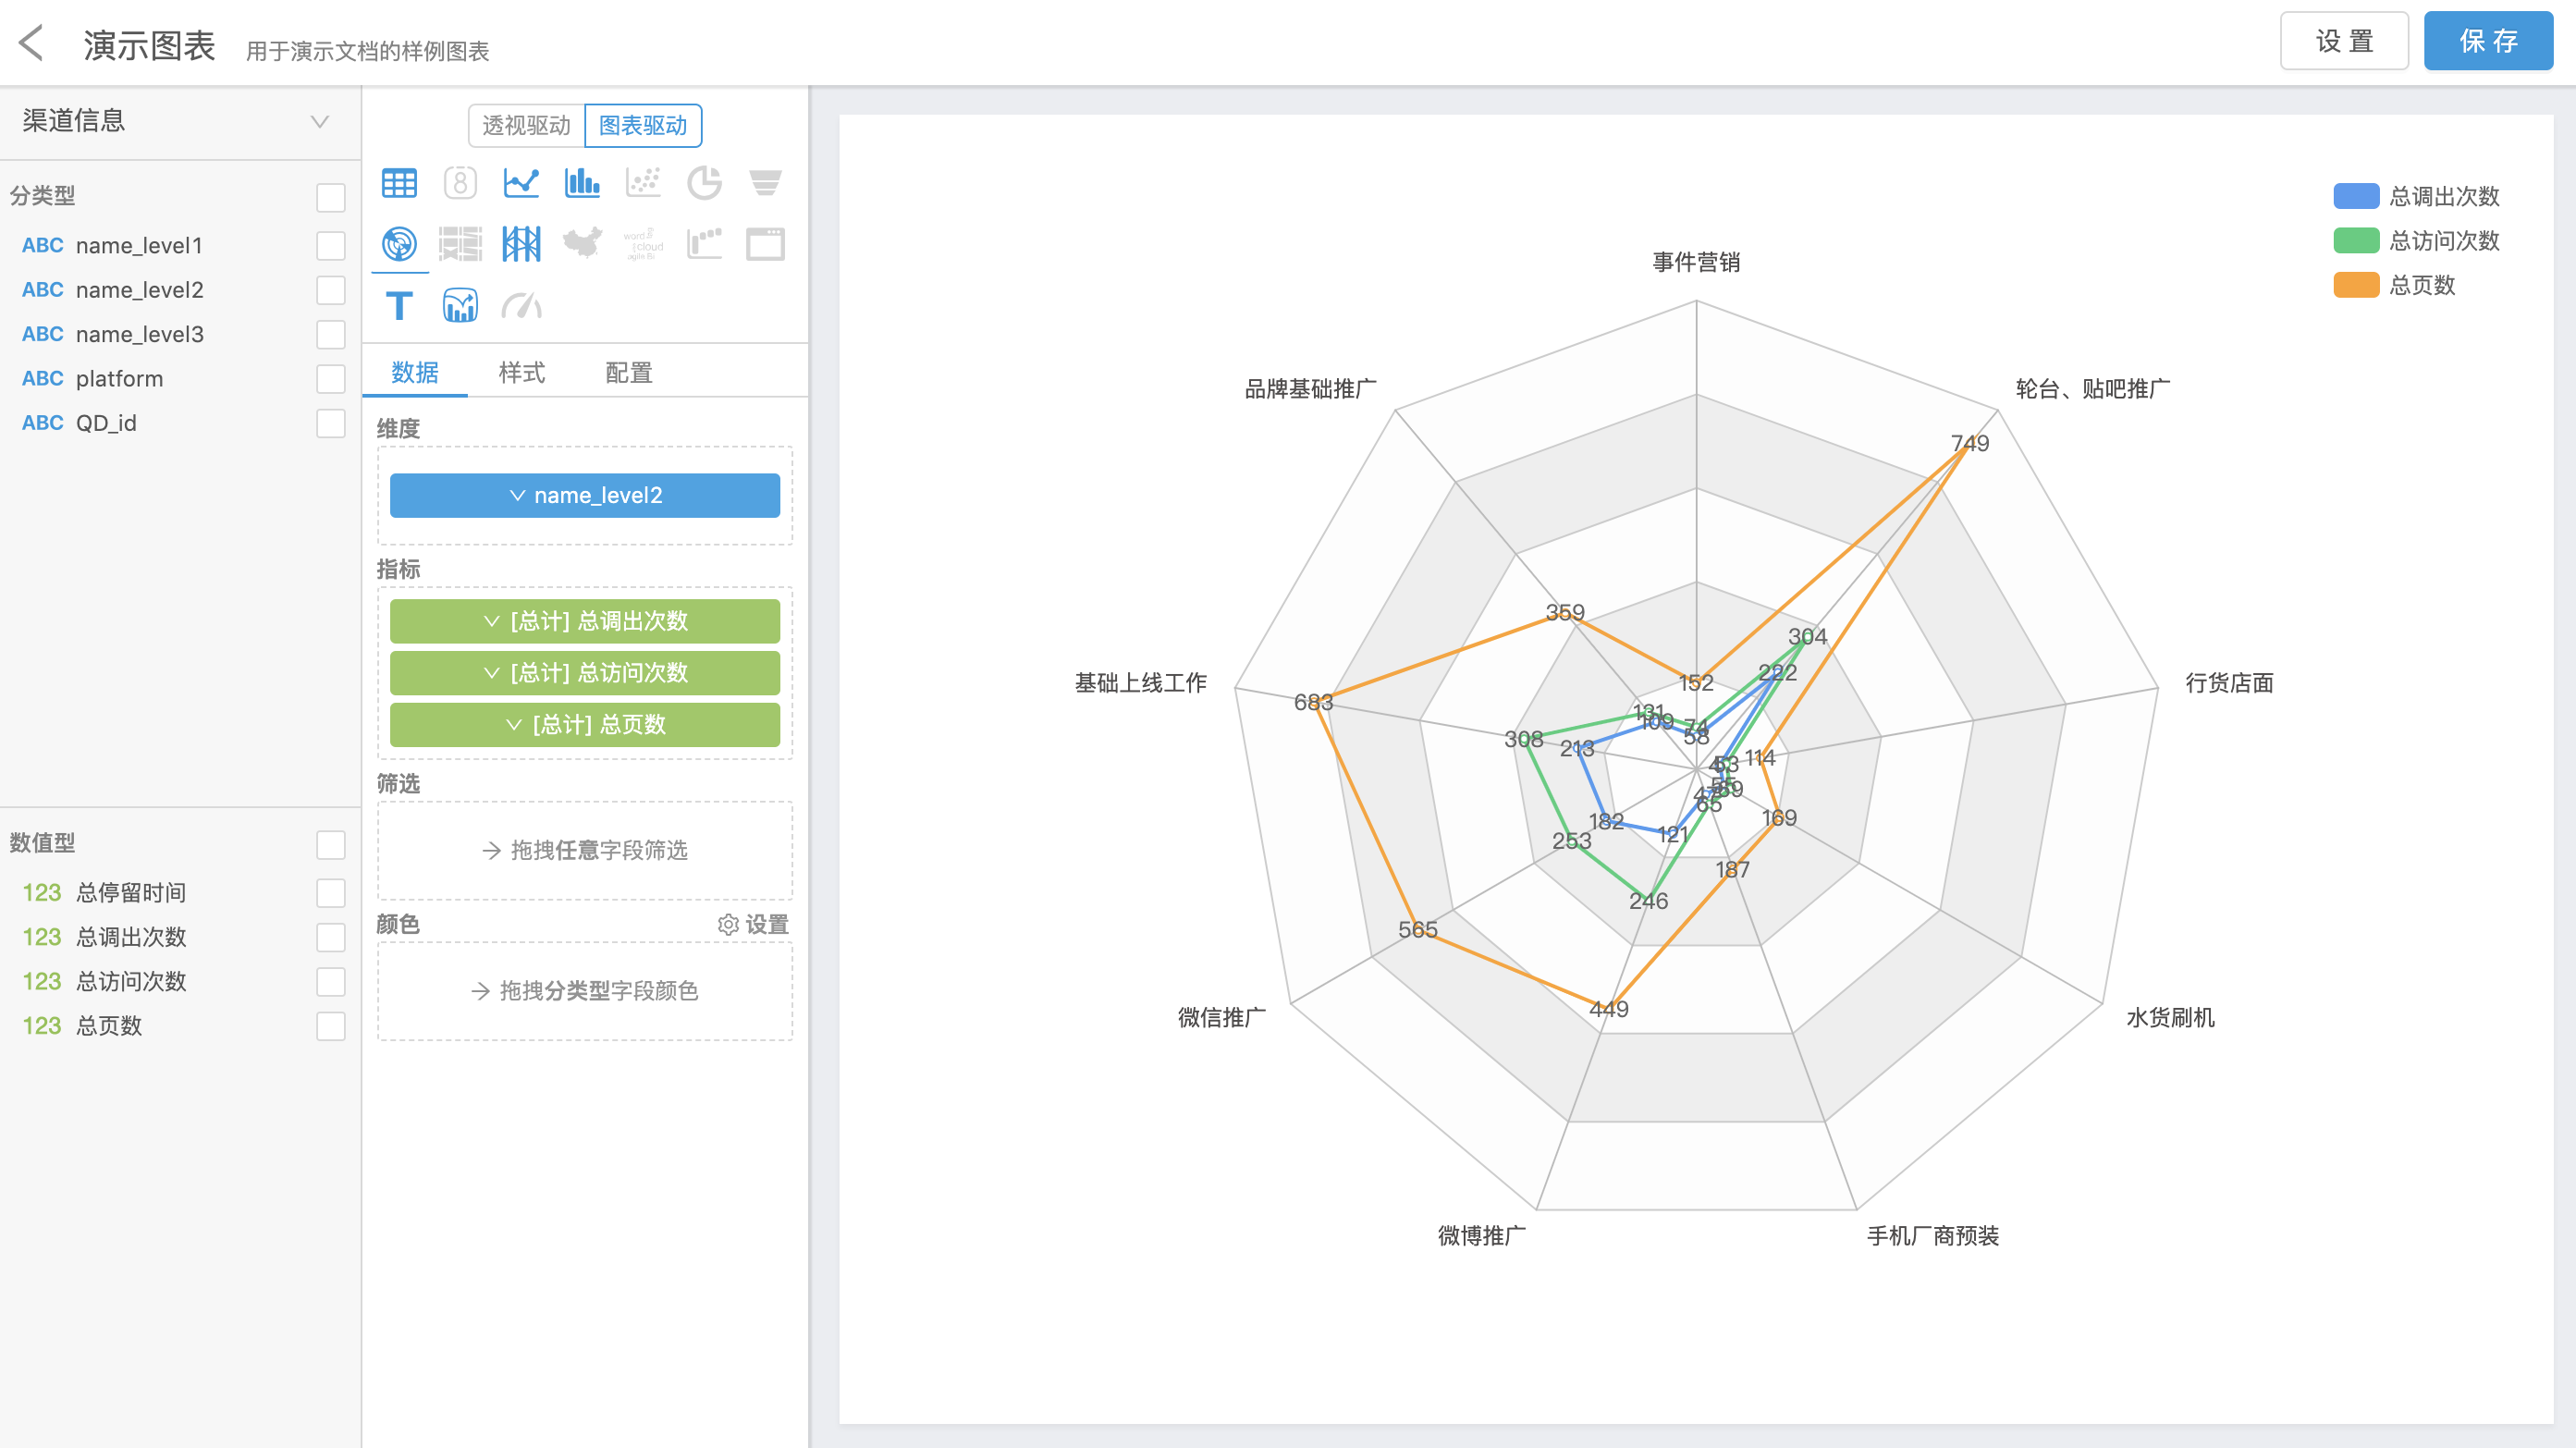 演示图表
用于演示文档的样例图表
设 置
保 存
渠道信息
分类型
ABC name_level1
ABC name_level2
ABC name_level3
ABC platform
ABC QD_id
数值型
123 总停留时间
123 总调出次数
123 总访问次数
123 总页数
透视驱动
图表驱动
8
word
cloud
agile BI
T
数据
样式
配置
维度
name_level2
指标
[总计] 总调出次数
[总计] 总访问次数
[总计] 总页数
筛选
拖拽任意字段筛选
颜色
设置
拖拽分类型字段颜色
总调出次数
总访问次数
总页数
事件营销
品牌基础推广
轮台、贴吧推广
749
359
304
基础上线工作
152
222
行货店面
683
131
109
308
213
74
58
114
53
59
182
65
169
253
121
187
246
565
449
微信推广
水货刷机
微博推广
手机厂商预装